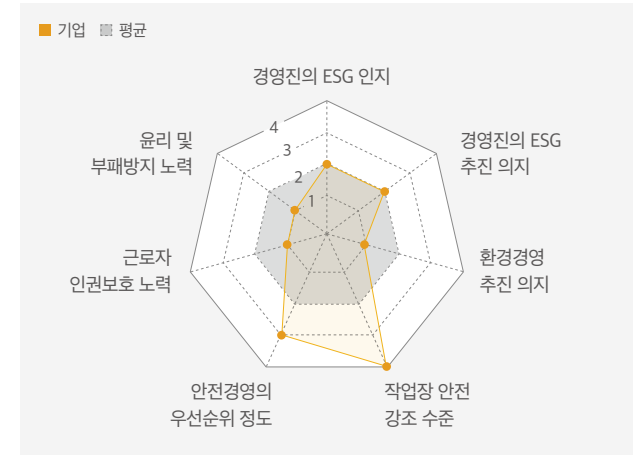 기업 평균
경영진의 ESG 인지
경영진의 ESG
추진 의지
환경경영
추진 의지
작업장 안전
강조 수준
안전경영의
우선순위 정도
근로자
인권보호 노력
윤리 및
부패방지 노력
4
3
2
1